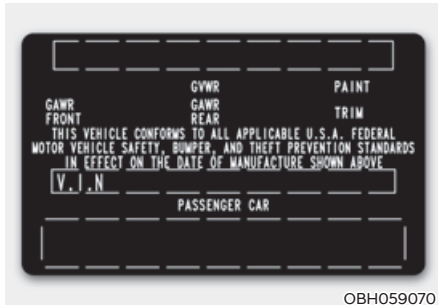 GVWR PAINT
GAWR FRONT GAWR REAR TRIM
THIS VEHICLE CONFORMS TO ALL APPLICABLE U.S.A. FEDERAL
MOTOR VEHICLE SAFETY, BUMPER, AND THEFT PREVENTION STANDARDS
IN EFFECT ON THE DATE OF MANUFACTURE SHOWN ABOVE
V.I.N
PASSENGER CAR
OBH059070